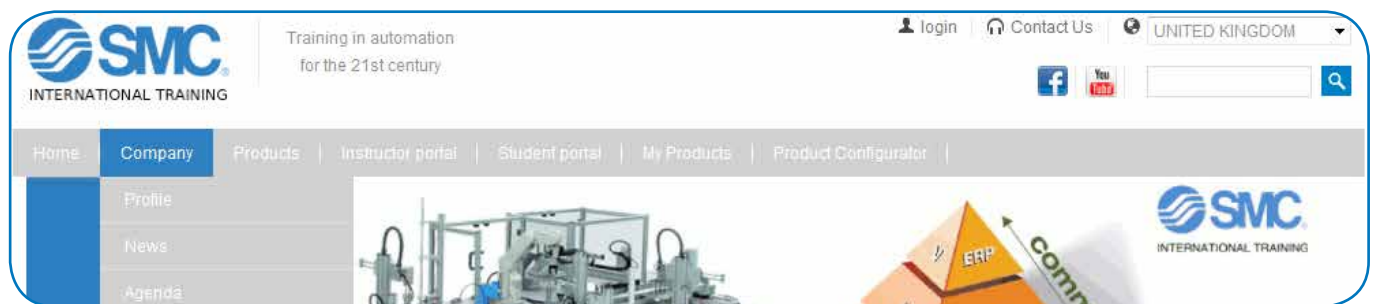 SMC
INTERNATIONAL TRAINING
Training in automation
for the 21st century
login
Contact Us
UNITED KINGDOM
f
You
Tube
Home
Company
Products
Instructor portal
Student portal
My Products
Product Configurator
Profile
News
Agenda
ERP
SMC
INTERNATIONAL TRAINING